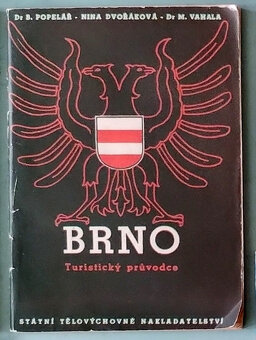 Dr B. POPELÁŘ - NINA DVOŘÁKOVÁ - Dr M. VAHALA
BRNO
Turistický průvodce
STÁTNÍ TĚLOVÝCHOVNÉ NAKLADATELSTVÍ